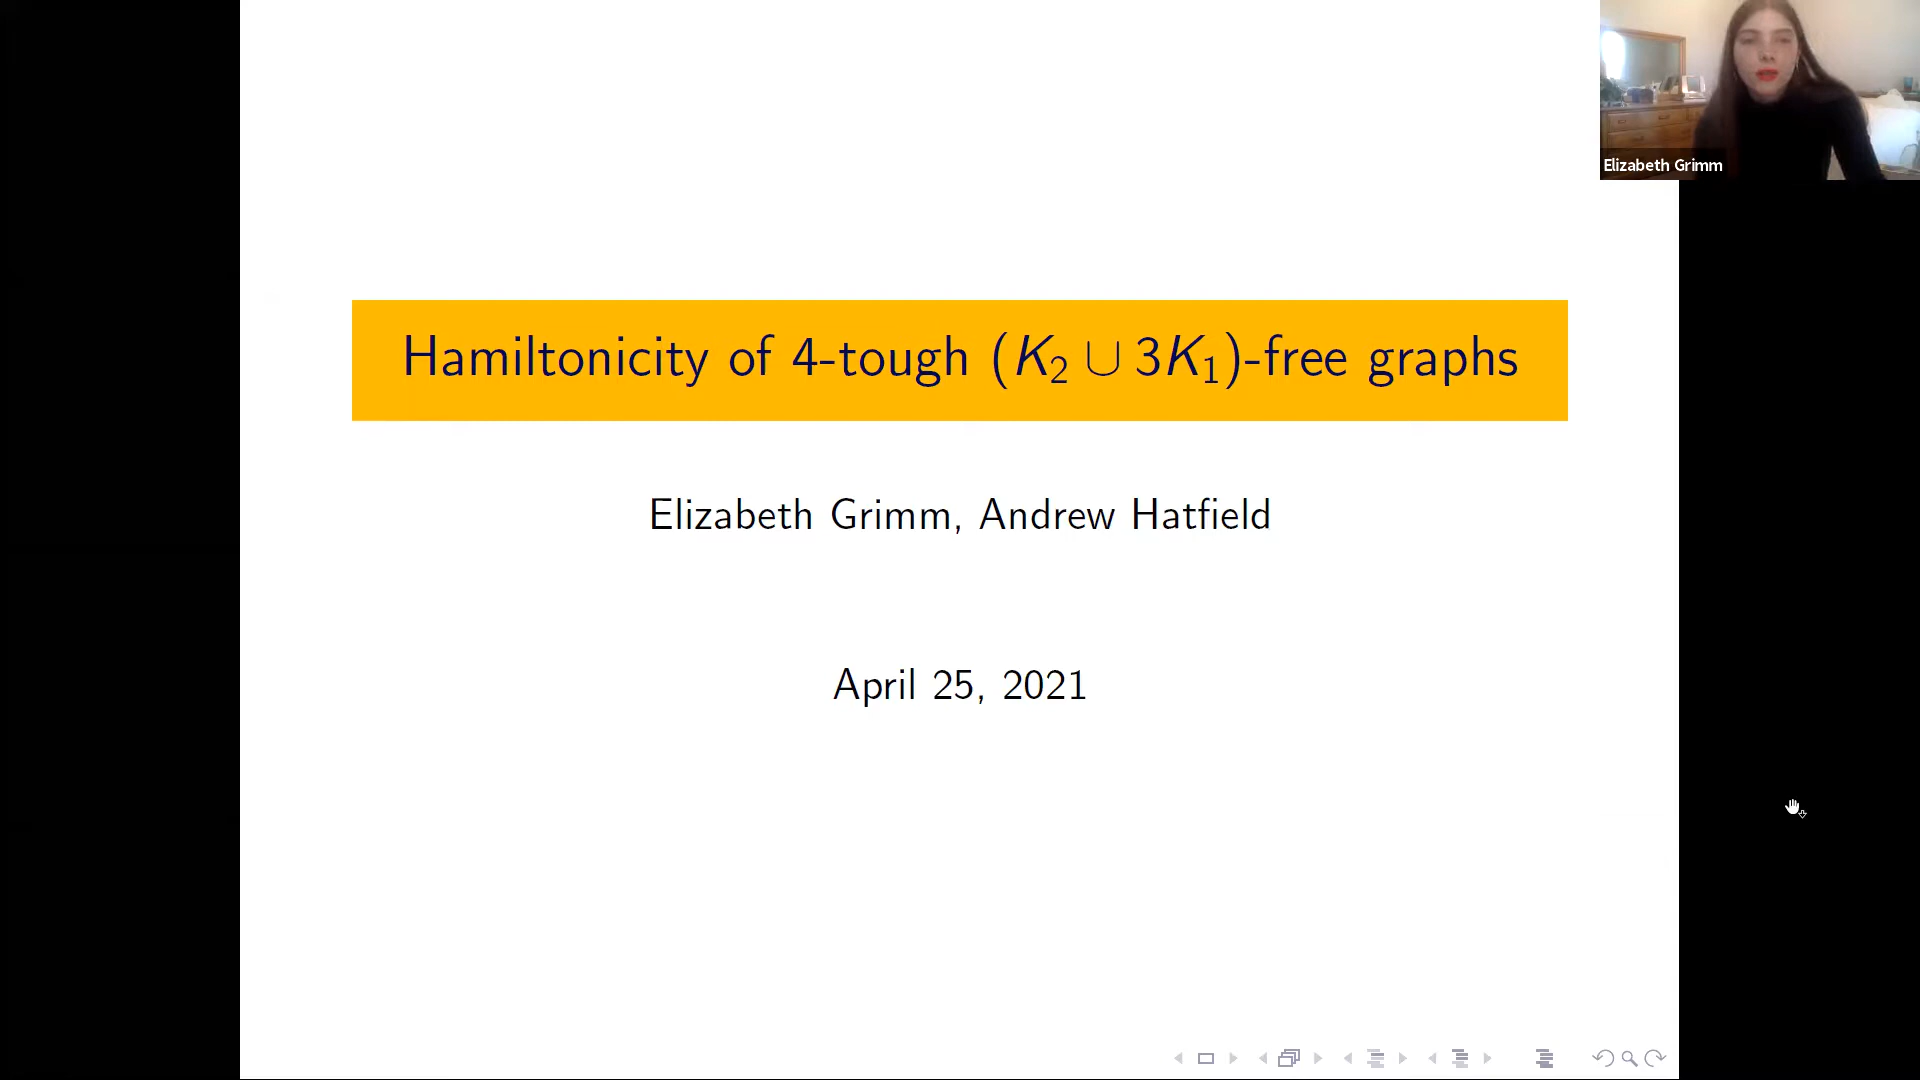 Elizabeth Grimm
Hamiltonicity of 4-tough (K₂ ∪ 3K₁)-free graphs
Elizabeth Grimm, Andrew Hatfield
April 25, 2021